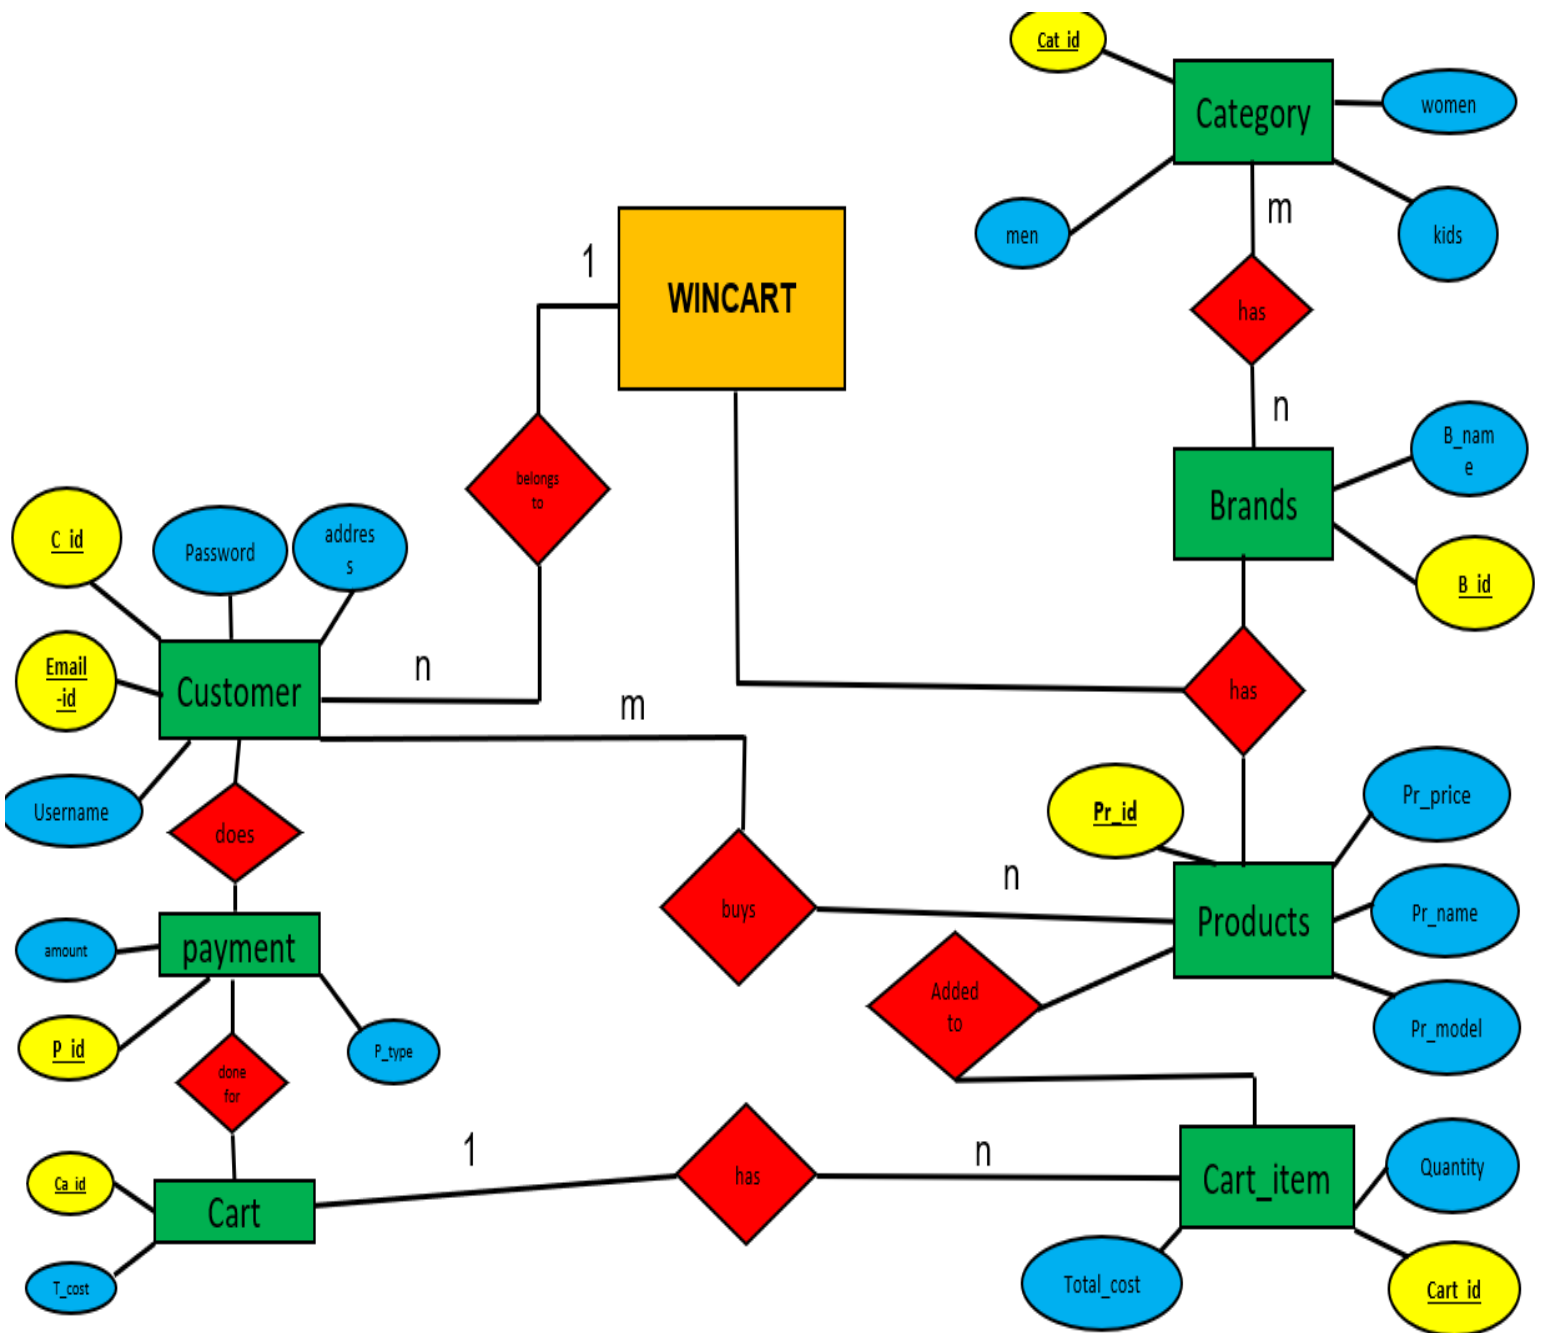 Cat_id
Category
women
men
kids
m
has
n
1
WINCART
belongs
to
B_nam
e
Brands
B_id
C_id
Password
addres
s
Email
-id
Customer
n
m
Username
does
has
Pr_id
Pr_price
Products
Pr_name
Pr_model
buys
n
Added
to
amount
payment
P_id
P_type
done
for
Ca_id
Cart
T_cost
1
has
n
Cart_item
Quantity
Total_cost
Cart_id